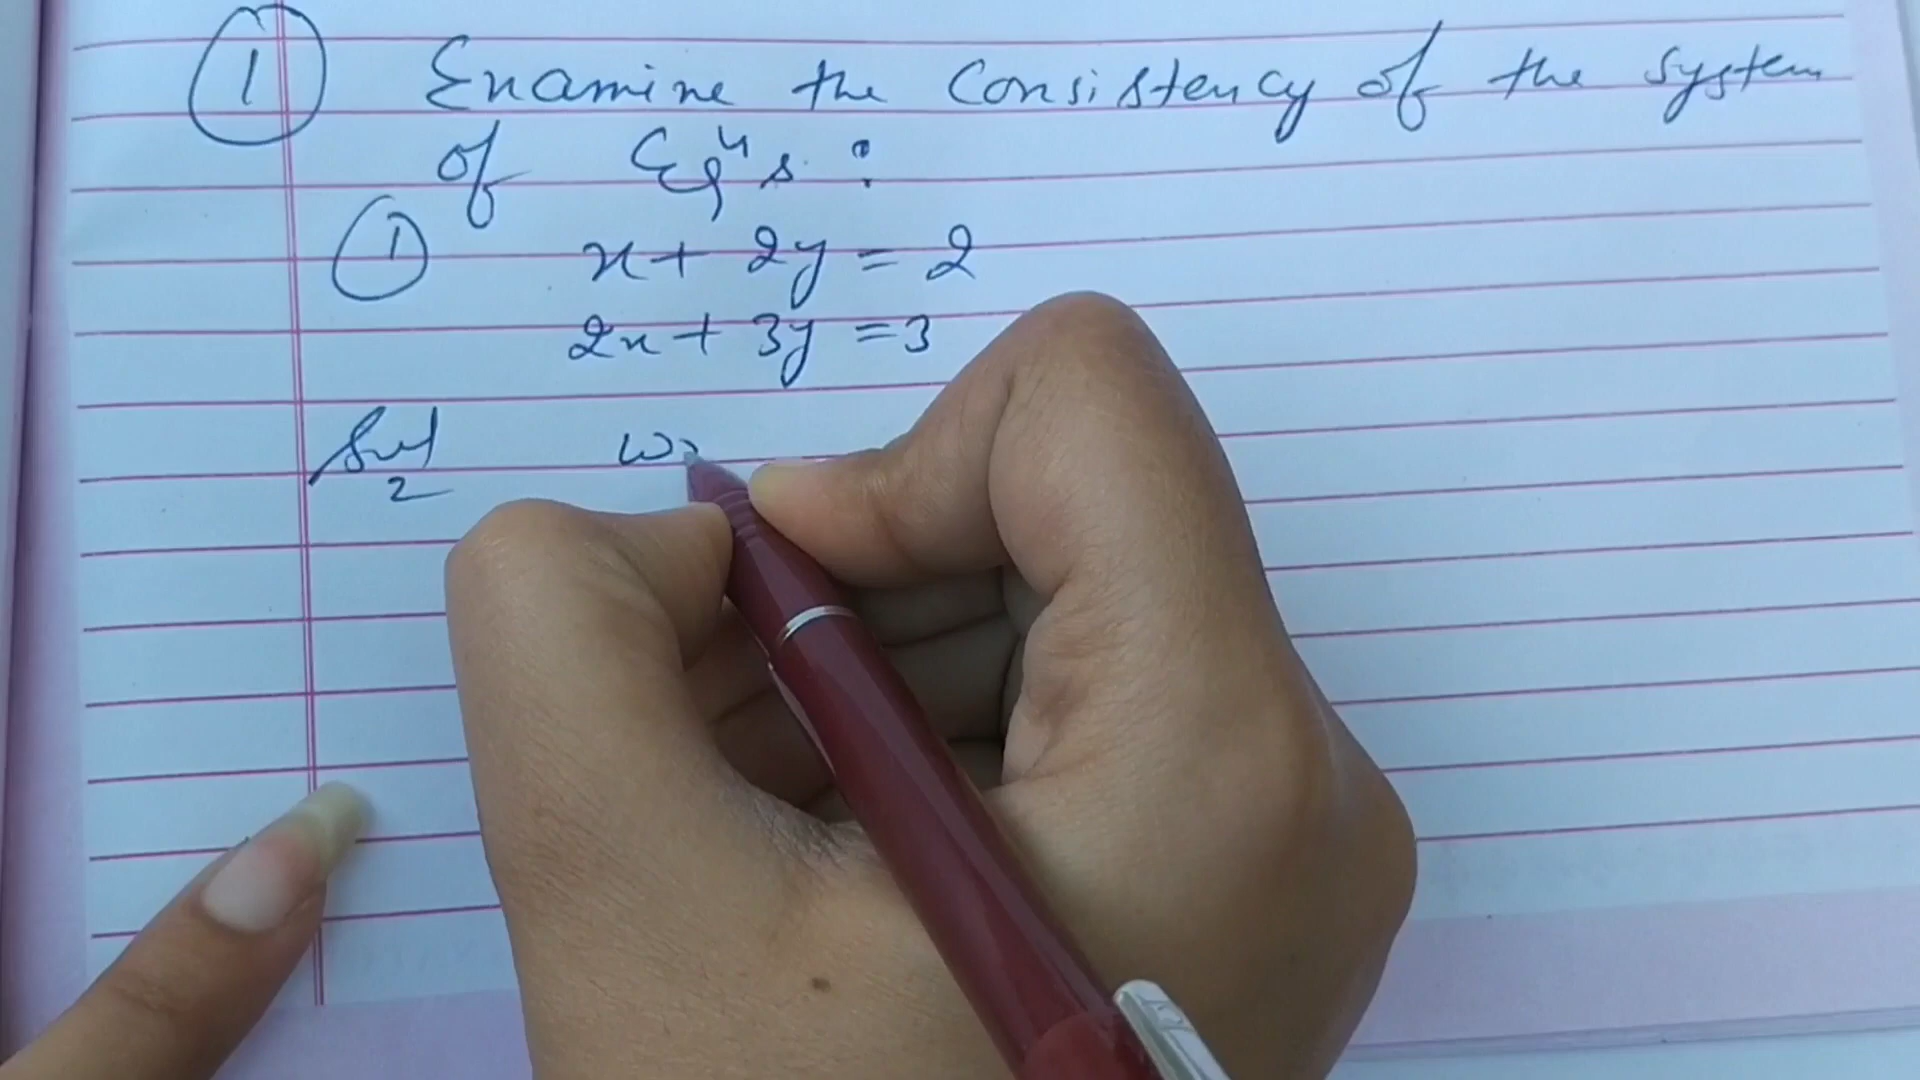 ① Examine the Consistency of the System
of Eqⁿs :
① x + 2y = 2
2x + 3y = 3
Sol